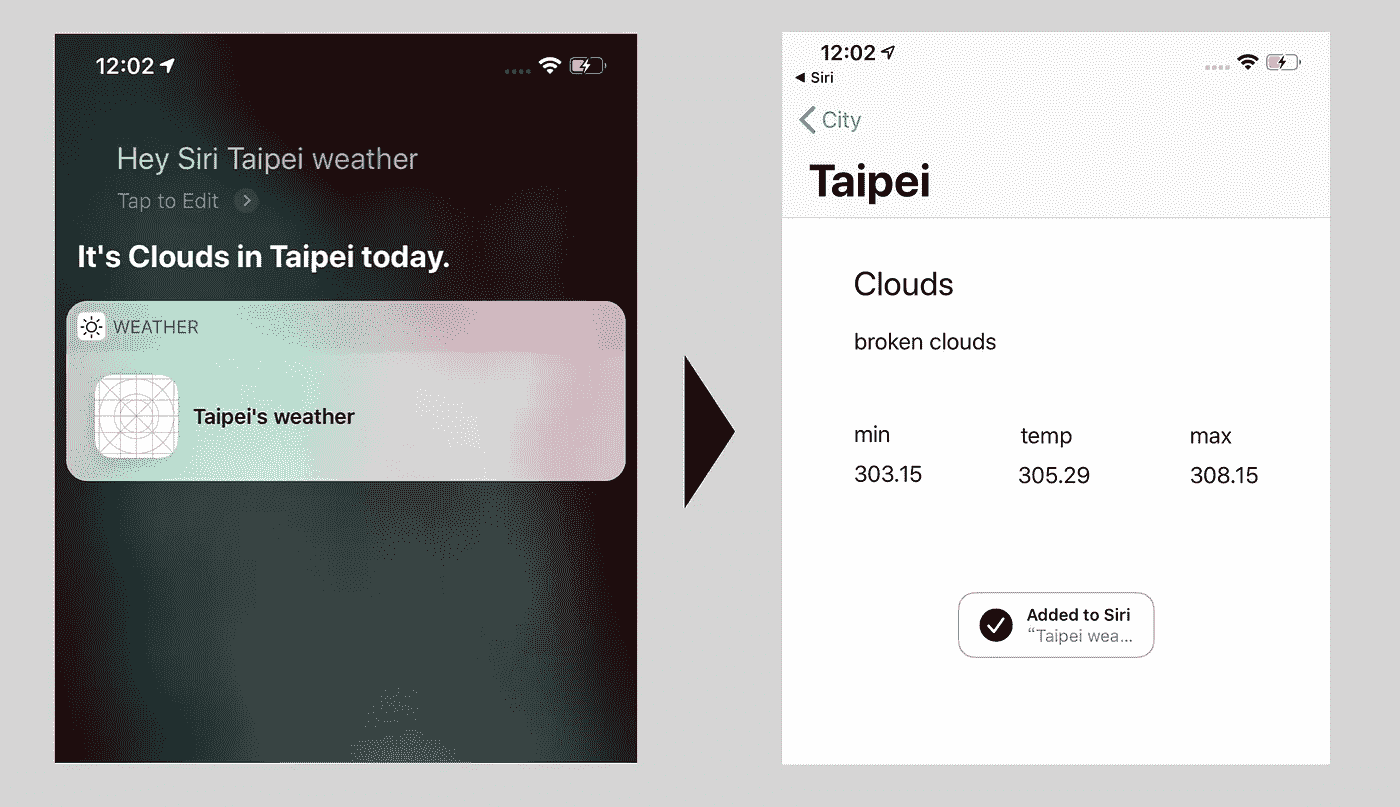 12:02
Hey Siri Taipei weather
Tap to Edit
It's Clouds in Taipei today.
WEATHER
Taipei's weather
12:02
Siri
City
Taipei
Clouds
broken clouds
min temp max
303.15 305.29 308.15
Added to Siri
“Taipei wea...